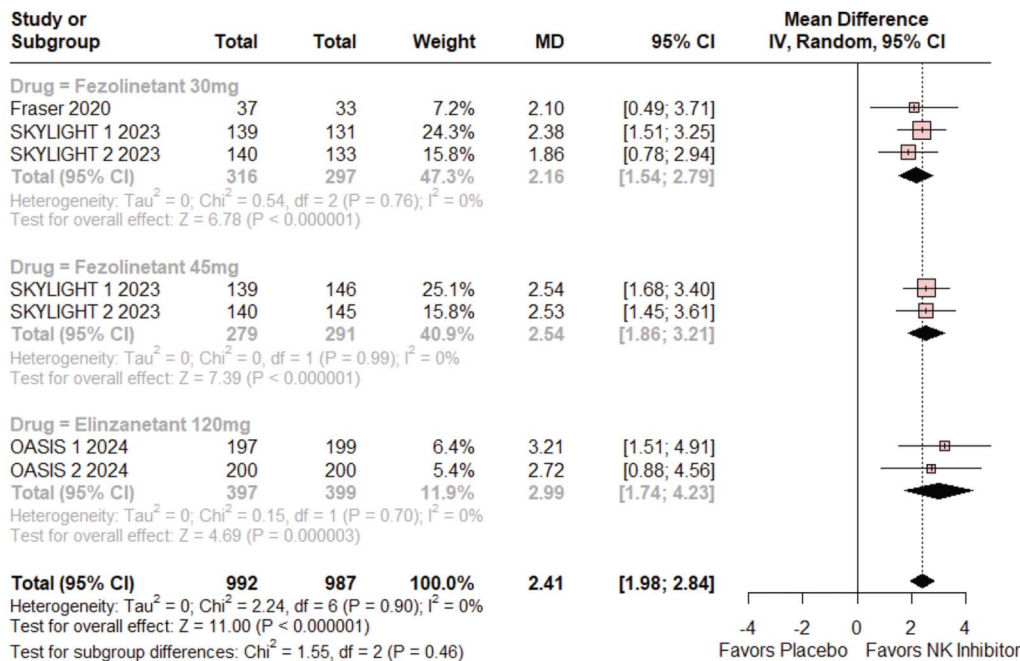 Study or Mean Difference
Subgroup Total Total Weight MD 95% CI IV, Random, 95% CI
Drug = Fezolinetant 30mg
Fraser 2020 37 33 7.2% 2.10 [0.49; 3.71]
SKYLIGHT 1 2023 139 131 24.3% 2.38 [1.51; 3.25]
SKYLIGHT 2 2023 140 133 15.8% 1.86 [0.78; 2.94]
Total (95% CI) 316 297 47.3% 2.16 [1.54; 2.79]
Heterogeneity: Tau² = 0; Chi² = 0.54, df = 2 (P = 0.76); I² = 0%
Test for overall effect: Z = 6.78 (P < 0.000001)
Drug = Fezolinetant 45mg
SKYLIGHT 1 2023 139 146 25.1% 2.54 [1.68; 3.40]
SKYLIGHT 2 2023 140 145 15.8% 2.53 [1.45; 3.61]
Total (95% CI) 279 291 40.9% 2.54 [1.86; 3.21]
Heterogeneity: Tau² = 0; Chi² = 0, df = 1 (P = 0.99); I² = 0%
Test for overall effect: Z = 7.39 (P < 0.000001)
Drug = Elinzanetant 120mg
OASIS 1 2024 197 199 6.4% 3.21 [1.51; 4.91]
OASIS 2 2024 200 200 5.4% 2.72 [0.88; 4.56]
Total (95% CI) 397 399 11.9% 2.99 [1.74; 4.23]
Heterogeneity: Tau² = 0; Chi² = 0.15, df = 1 (P = 0.70); I² = 0%
Test for overall effect: Z = 4.69 (P = 0.000003)
Total (95% CI) 992 987 100.0% 2.41 [1.98; 2.84]
Heterogeneity: Tau² = 0; Chi² = 2.24, df = 6 (P = 0.90); I² = 0%
Test for overall effect: Z = 11.00 (P < 0.000001)
Test for subgroup differences: Chi² = 1.55, df = 2 (P = 0.46)
-4 -2 0 2 4
Favors Placebo Favors NK Inhibitor